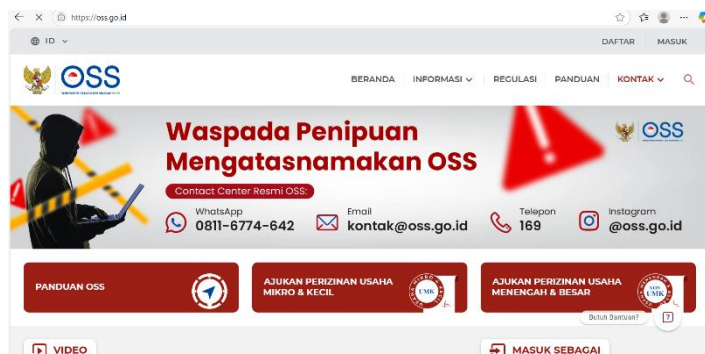 https://oss.go.id
ID
DAFTAR MASUK
OSS
BERANDA INFORMASI REGULASI PANDUAN KONTAK
Waspada Penipuan
Mengatasnamakan OSS
OSS
Contact Center Resmi OSS:
WhatsApp
0811-6774-642
Email
kontak@oss.go.id
Telepon
169
Instagram
@oss.go.id
PANDUAN OSS
AJUKAN PERIZINAN USAHA
MIKRO & KECIL
UMK
AJUKAN PERIZINAN USAHA
MENENGAH & BESAR
NON
UMK
Butuh Bantuan?
VIDEO
MASUK SEBAGAI